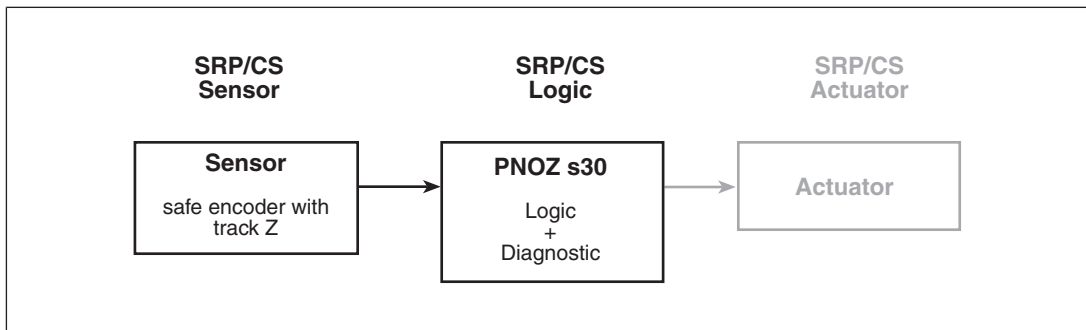 SRP/CS
Sensor
SRP/CS
Logic
SRP/CS
Actuator
Sensor
safe encoder with
track Z
PNOZ s30
Logic
+
Diagnostic
Actuator